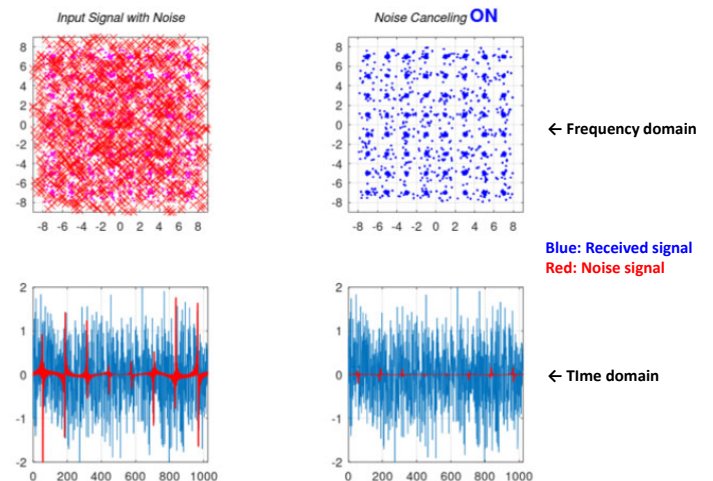 Input Signal with Noise
Noise Canceling ON
8
6
4
2
0
-2
-4
-6
-8
-8 -6 -4 -2 0 2 4 6 8
8
6
4
2
0
-2
-4
-6
-8
-8 -6 -4 -2 0 2 4 6 8
← Frequency domain
Blue: Received signal
Red: Noise signal
2
1
0
-1
-2
0 200 400 600 800 1000
2
1
0
-1
-2
0 200 400 600 800 1000
← TIme domain